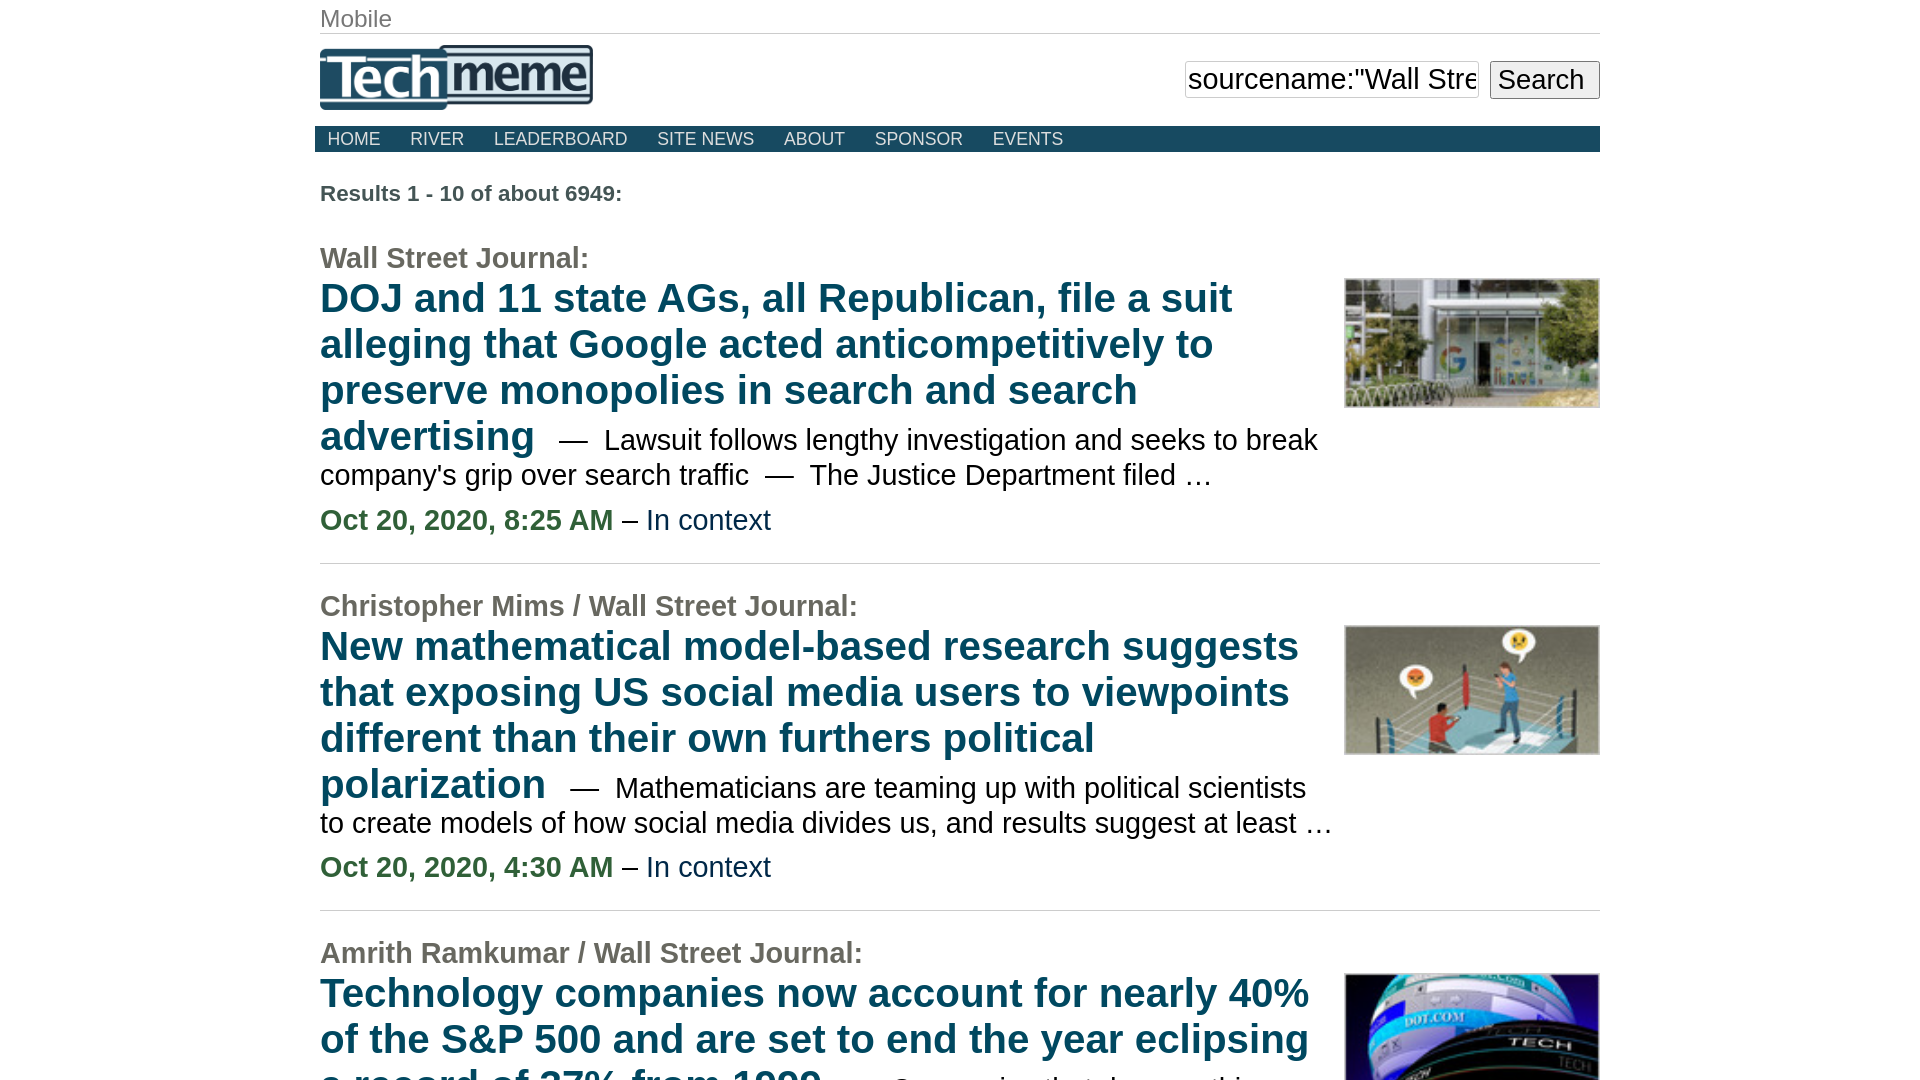 Mobile
Techmeme
sourcename:"Wall Stre
Search
HOME RIVER LEADERBOARD SITE NEWS ABOUT SPONSOR EVENTS
Results 1 - 10 of about 6949:
Wall Street Journal:
DOJ and 11 state AGs, all Republican, file a suit
alleging that Google acted anticompetitively to
preserve monopolies in search and search
advertising — Lawsuit follows lengthy investigation and seeks to break
company's grip over search traffic — The Justice Department filed …
Oct 20, 2020, 8:25 AM – In context
Christopher Mims / Wall Street Journal:
New mathematical model-based research suggests
that exposing US social media users to viewpoints
different than their own furthers political
polarization — Mathematicians are teaming up with political scientists
to create models of how social media divides us, and results suggest at least …
Oct 20, 2020, 4:30 AM – In context
Amrith Ramkumar / Wall Street Journal:
Technology companies now account for nearly 40%
of the S&P 500 and are set to end the year eclipsing
a record of 37% from 1999
DOT.COM
TECH
TECH
TECH